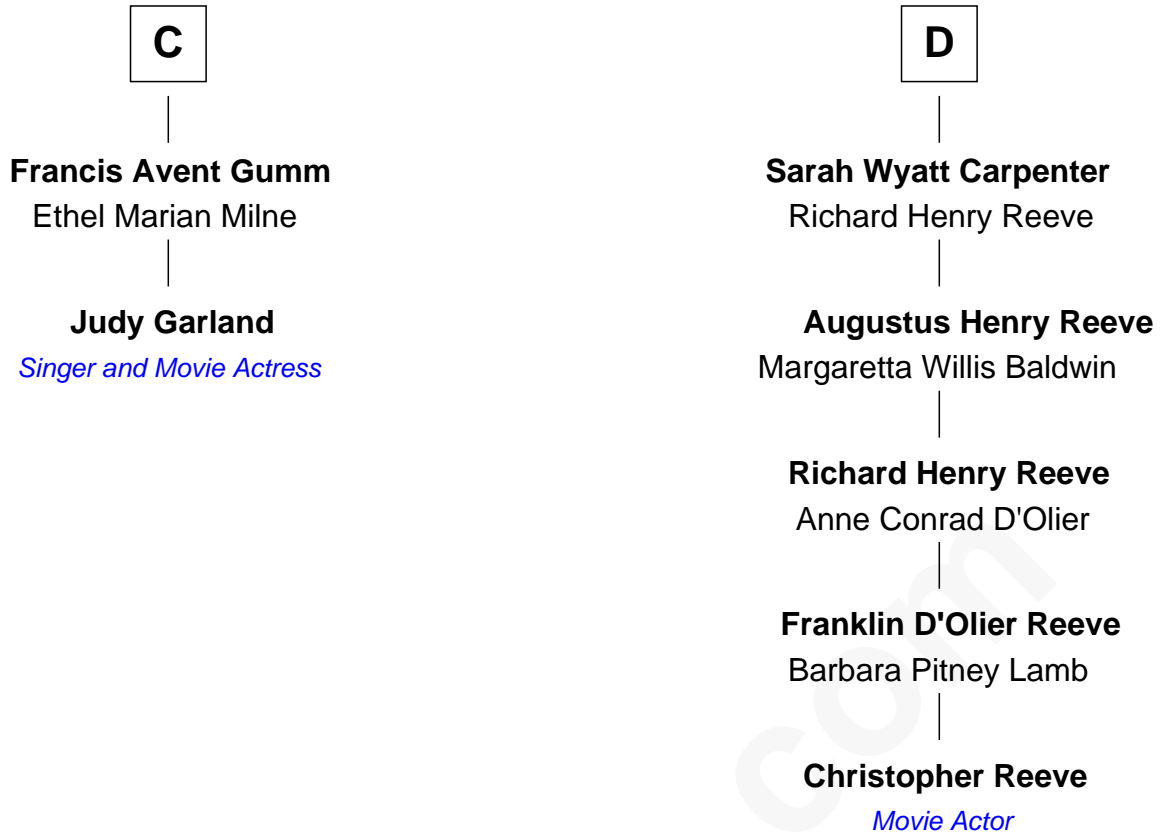 C
Francis Avent Gumm
Ethel Marian Milne
Judy Garland
Singer and Movie Actress
D
Sarah Wyatt Carpenter
Richard Henry Reeve
Augustus Henry Reeve
Margaretta Willis Baldwin
Richard Henry Reeve
Anne Conrad D'Olier
Franklin D'Olier Reeve
Barbara Pitney Lamb
Christopher Reeve
Movie Actor
com